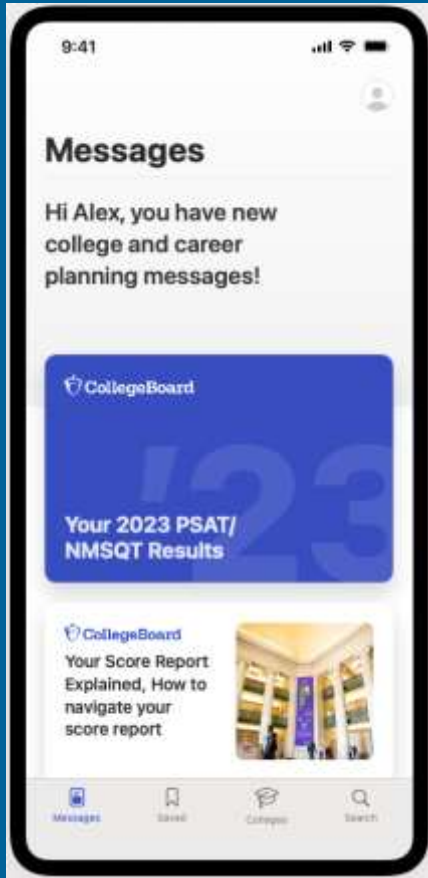 9:41
Messages
Hi Alex, you have new
college and career
planning messages!
CollegeBoard
'23
Your 2023 PSAT/
NMSQT Results
CollegeBoard
Your Score Report
Explained, How to
navigate your
score report
Messages
Saved
Colleges
Search